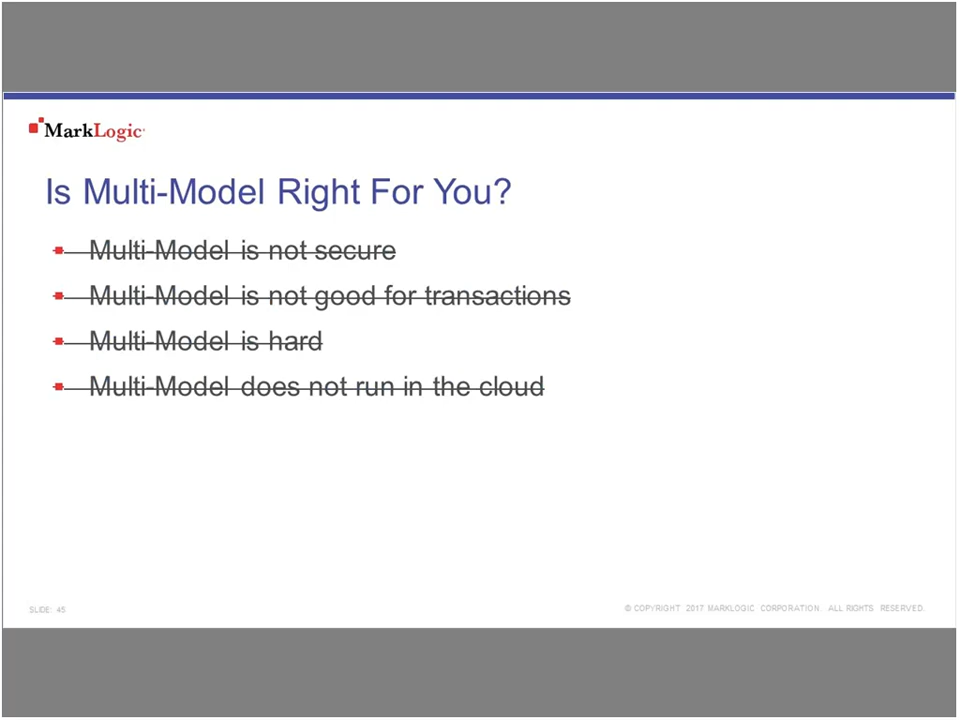 MarkLogic
Is Multi-Model Right For You?
Multi-Model is not secure
Multi-Model is not good for transactions
Multi-Model is hard
Multi-Model does not run in the cloud
SLIDE: 45
© COPYRIGHT 2017 MARKLOGIC CORPORATION. ALL RIGHTS RESERVED.